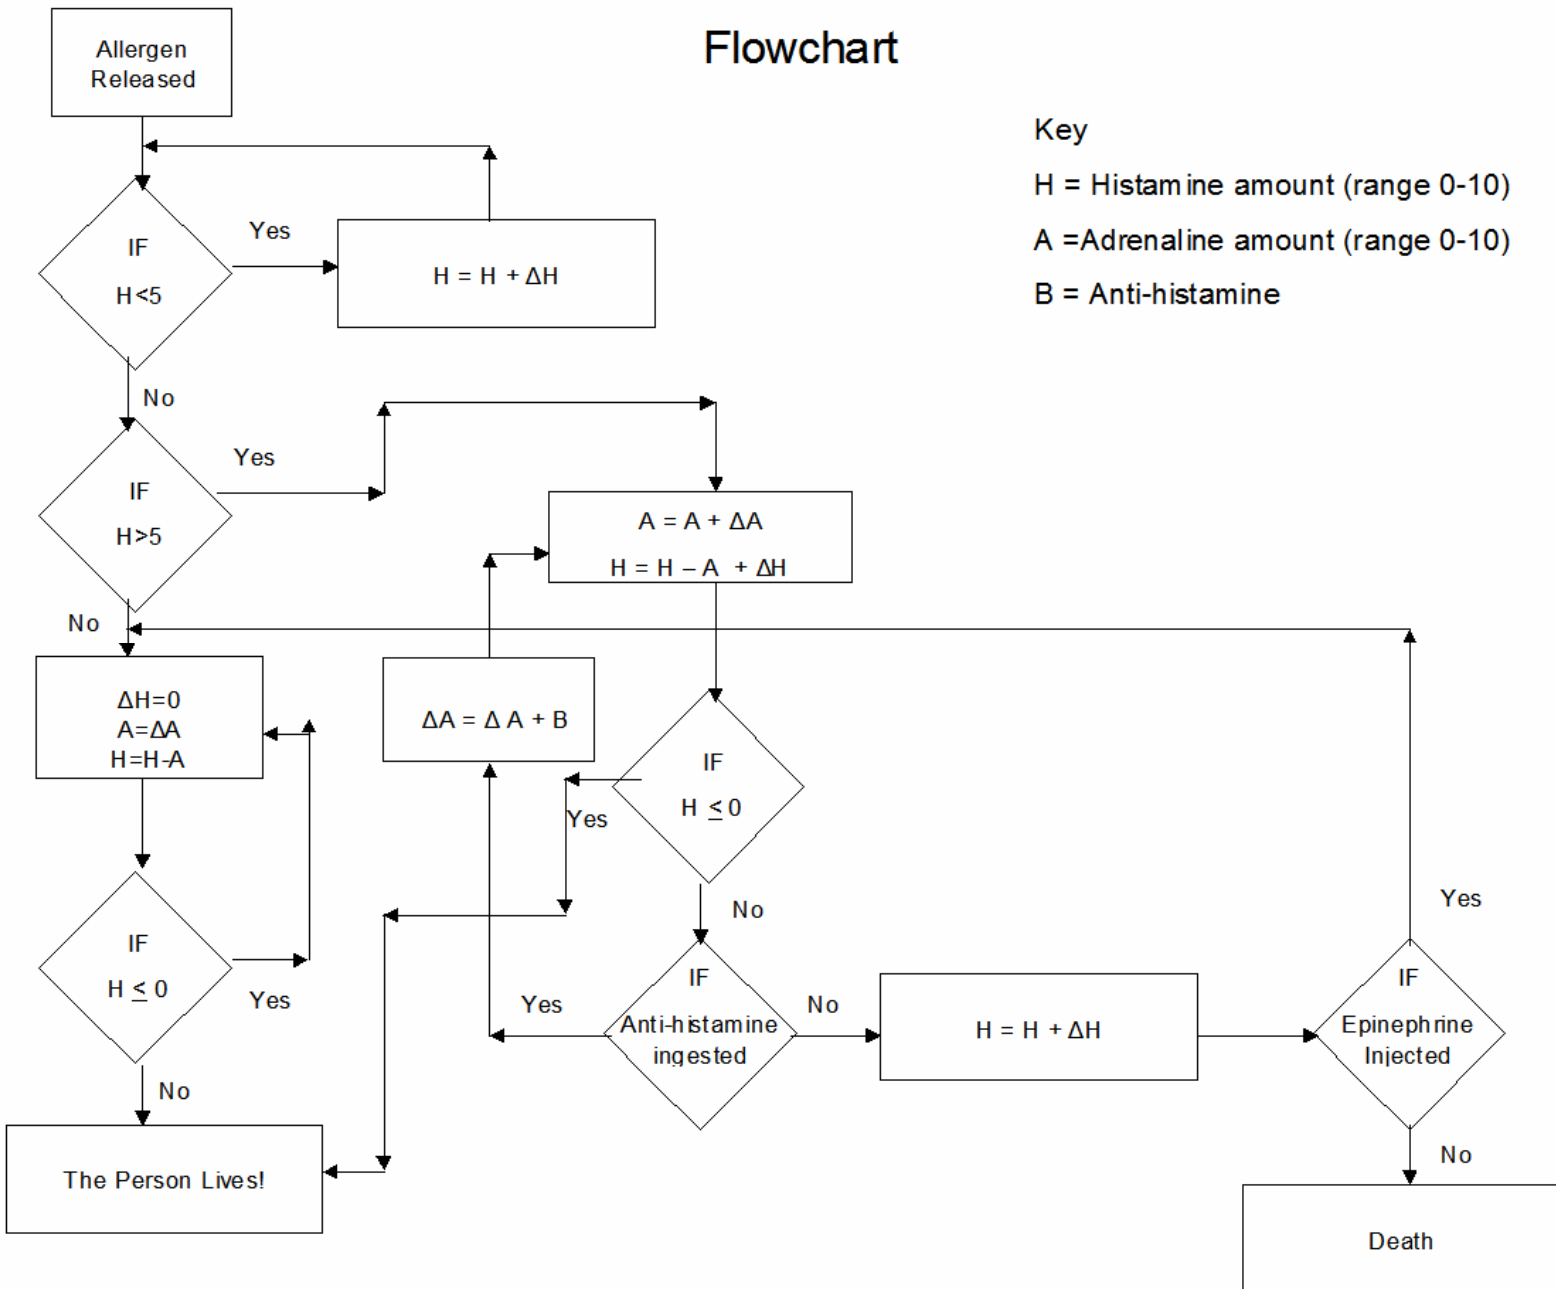 Flowchart
Allergen
Released
Key
H = Histamine amount (range 0-10)
A =Adrenaline amount (range 0-10)
B = Anti-histamine
IF
H<5
Yes
H = H + ΔH
No
IF
H>5
Yes
A = A + ΔA
H = H – A + ΔH
No
ΔH=0
A=ΔA
H=H-A
ΔA = Δ A + B
IF
H ≤ 0
Yes
No
IF
H ≤ 0
Yes
No
The Person Lives!
IF
Anti-histamine
ingested
Yes
No
H = H + ΔH
IF
Epinephrine
Injected
Yes
No
Death